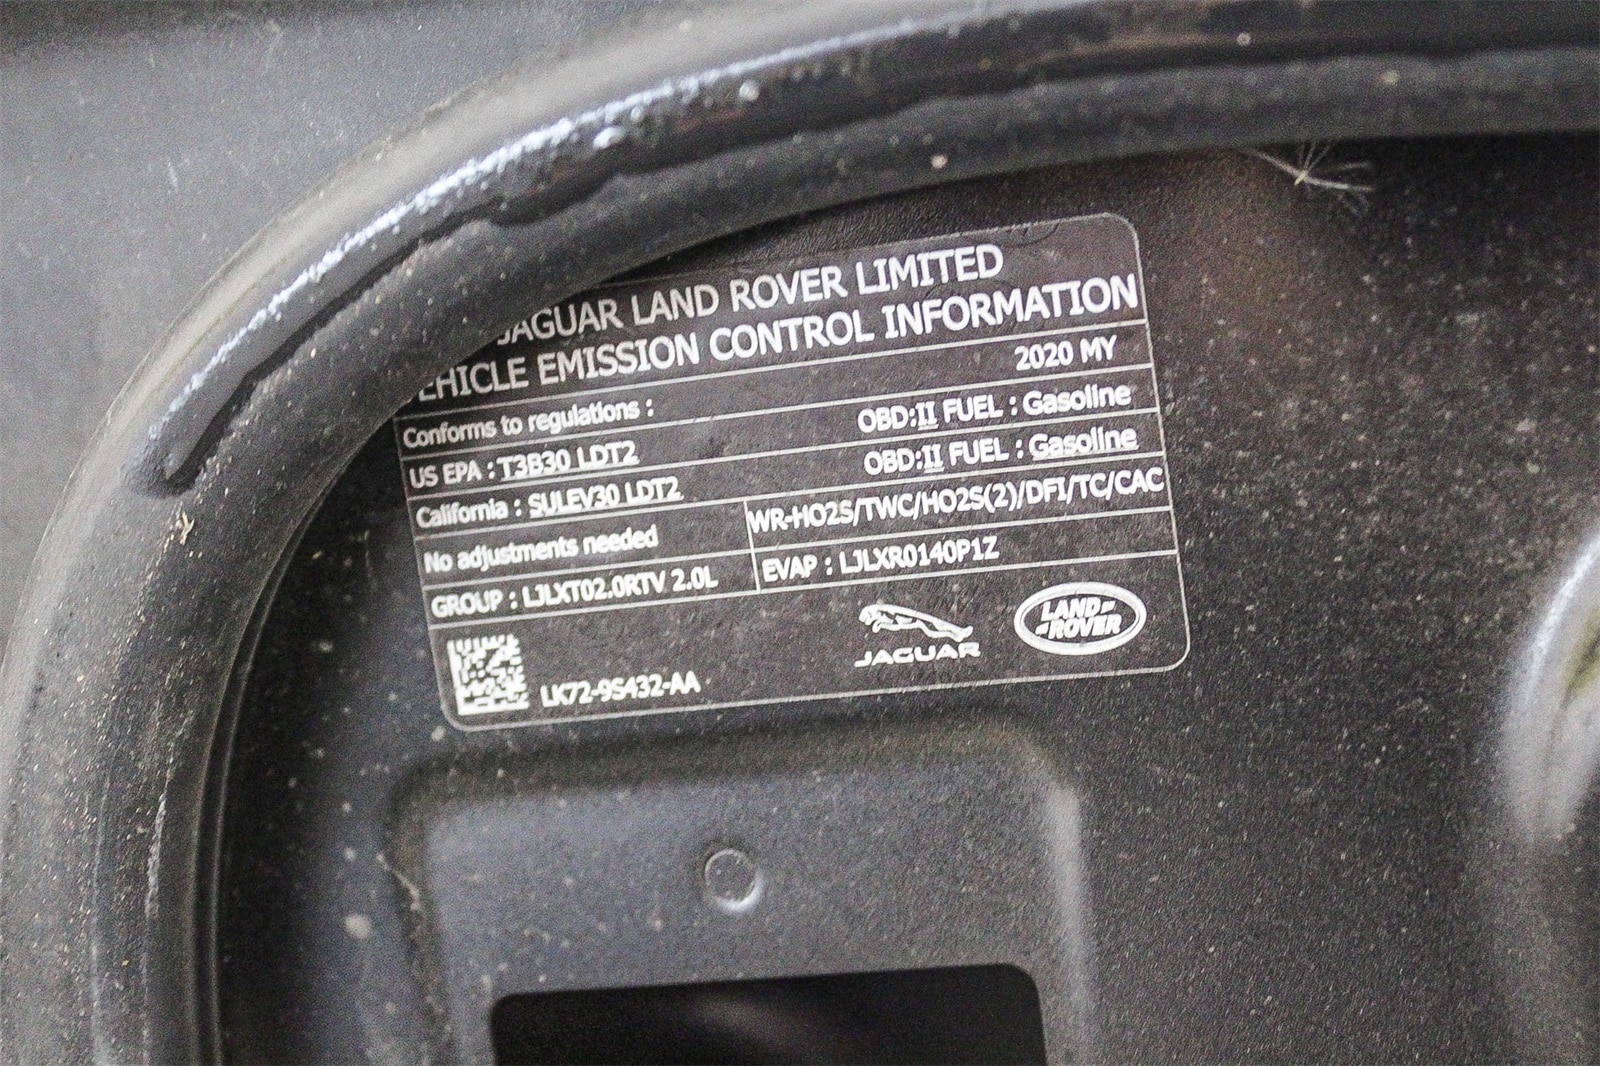 JAGUAR LAND ROVER LIMITED
VEHICLE EMISSION CONTROL INFORMATION
2020 MY
Conforms to regulations :
US EPA : T3B30 LDT2 OBD:II FUEL : Gasoline
California : SULEV30 LDT2 OBD:II FUEL : Gasoline
No adjustments needed WR-HO2S/TWC/HO2S(2)/DFI/TC/CAC
GROUP : LJLXT02.0RTV 2.0L EVAP : LJLXR0140P1Z
LK72-9S432-AA
JAGUAR
LAND-
-ROVER